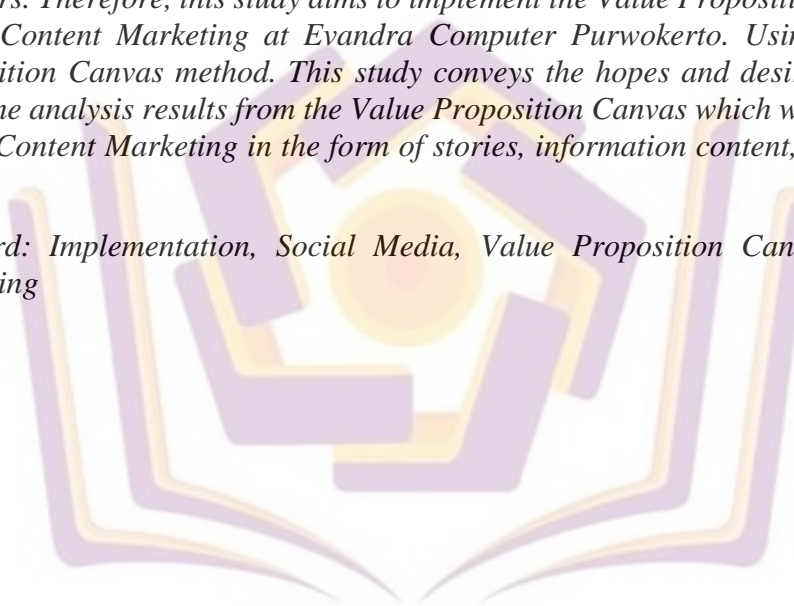 rs. Therefore, this study aims to implement the Value Propositi
Content Marketing at Evandra Computer Purwokerto. Usin
ition Canvas method. This study conveys the hopes and desi
he analysis results from the Value Proposition Canvas which w
Content Marketing in the form of stories, information content,
rd: Implementation, Social Media, Value Proposition Can
ing